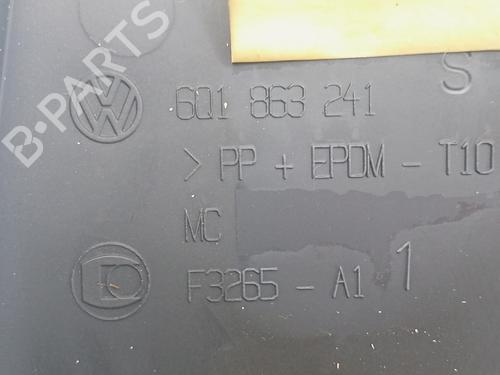 B-PARTS
S
6Q1 863 241
> PP + EPDM - T10
MC
F3265 - A1 1